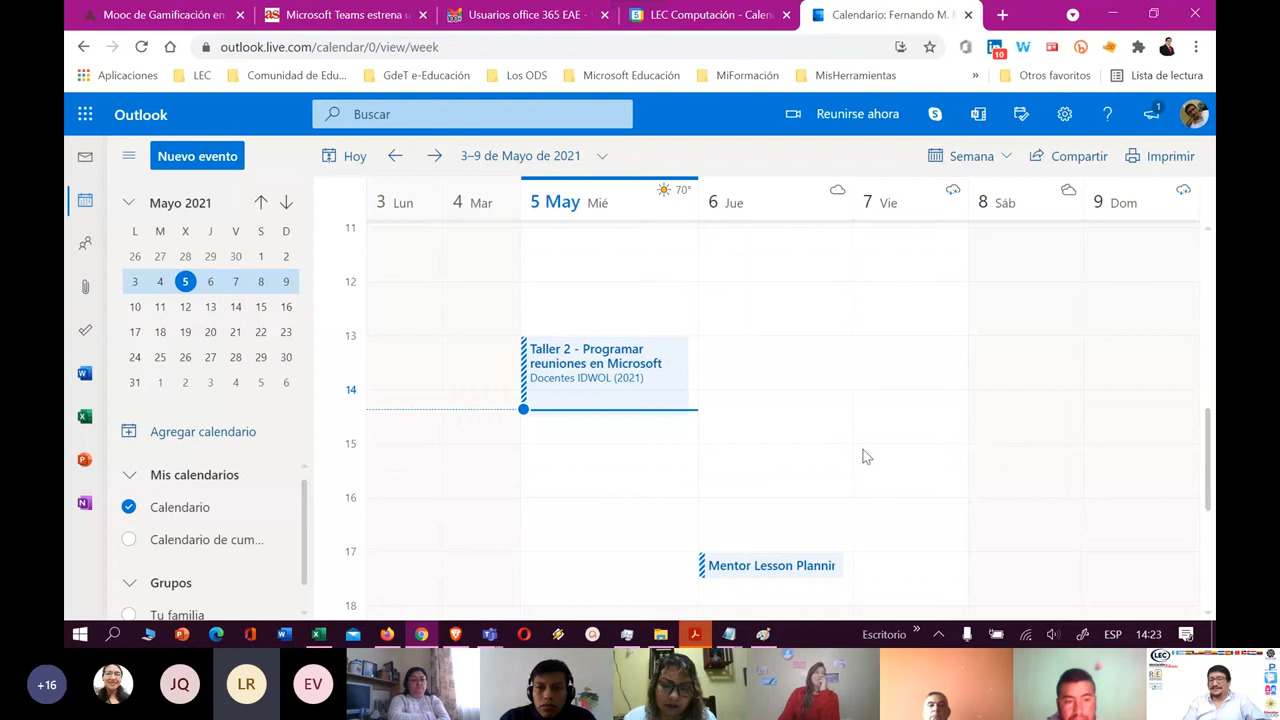 Mooc de Gamificación en
Microsoft Teams estrena u
Usuarios office 365 EAE -
LEC Computación - Calen
Calendario: Fernando M.
outlook.live.com/calendar/0/view/week
10
Aplicaciones
LEC
Comunidad de Edu...
GdeT e-Educación
Los ODS
Microsoft Educación
MiFormación
MisHerramientas
»
Otros favoritos
Lista de lectura
Outlook
Buscar
Reunirse ahora
1
Nuevo evento
Hoy
3–9 de Mayo de 2021
Semana
Compartir
Imprimir
Mayo 2021
L M X J V S D
26 27 28 29 30 1 2
3 4 5 6 7 8 9
10 11 12 13 14 15 16
17 18 19 20 21 22 23
24 25 26 27 28 29 30
31 1 2 3 4 5 6
Agregar calendario
Mis calendarios
Calendario
Calendario de cum...
Grupos
Tu familia
3 Lun
4 Mar
5 May Mié
70°
6 Jue
7 Vie
8 Sáb
9 Dom
11
12
13
Taller 2 - Programar
reuniones en Microsoft
Docentes IDWOL (2021)
14
15
16
17
Mentor Lesson Plannin
18
Escritorio
»
ESP
14:23
+16
JQ
LR
EV
LEC